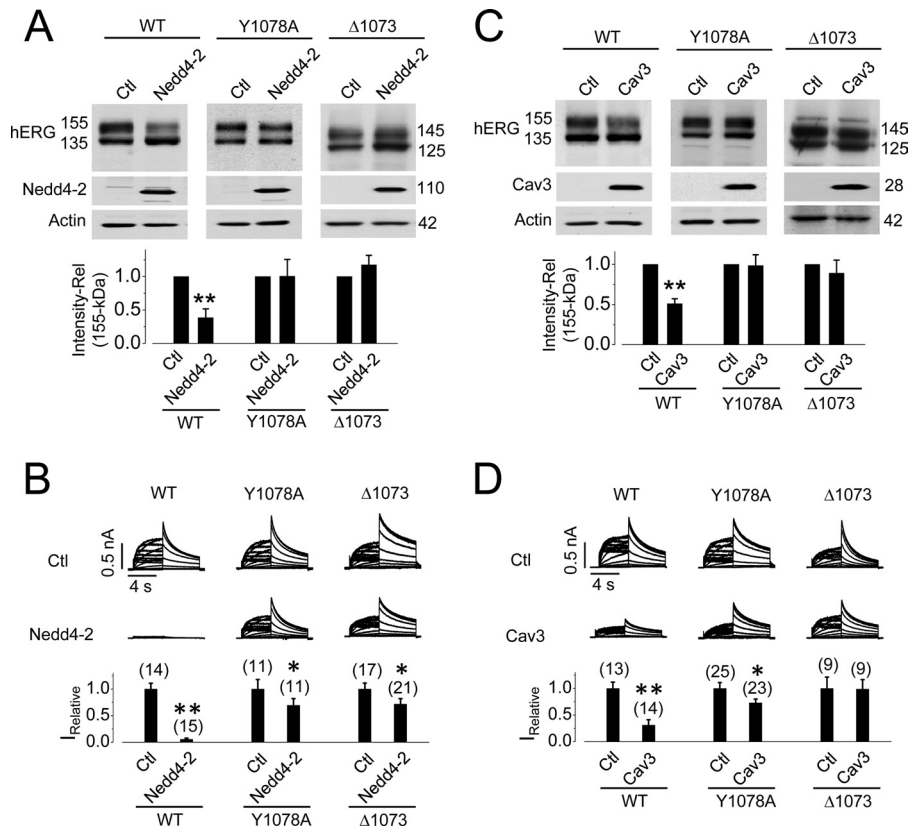 A
WT
Y1078A
Δ1073
Ctl
Nedd4-2
Ctl
Nedd4-2
Ctl
Nedd4-2
hERG
155
135
145
125
Nedd4-2
110
Actin
42
Intensity-Rel
(155-kDa)
1.0
0.5
0.0
**
Ctl
Nedd4-2
Ctl
Nedd4-2
Ctl
Nedd4-2
WT
Y1078A
Δ1073
C
WT
Y1078A
Δ1073
Ctl
Cav3
Ctl
Cav3
Ctl
Cav3
hERG
155
135
145
125
Cav3
28
Actin
42
Intensity-Rel
(155-kDa)
1.0
0.5
0.0
**
Ctl
Cav3
Ctl
Cav3
Ctl
Cav3
WT
Y1078A
Δ1073
B
WT
Y1078A
Δ1073
Ctl
0.5 nA
4 s
Nedd4-2
(14)
**
(15)
(11)
*
(11)
(17)
*
(21)
I Relative
1.0
0.5
0.0
Ctl
Nedd4-2
Ctl
Nedd4-2
Ctl
Nedd4-2
WT
Y1078A
Δ1073
D
WT
Y1078A
Δ1073
Ctl
0.5 nA
4 s
Cav3
(13)
**
(14)
(25)
*
(23)
(9)
(9)
I Relative
1.0
0.5
0.0
Ctl
Cav3
Ctl
Cav3
Ctl
Cav3
WT
Y1078A
Δ1073